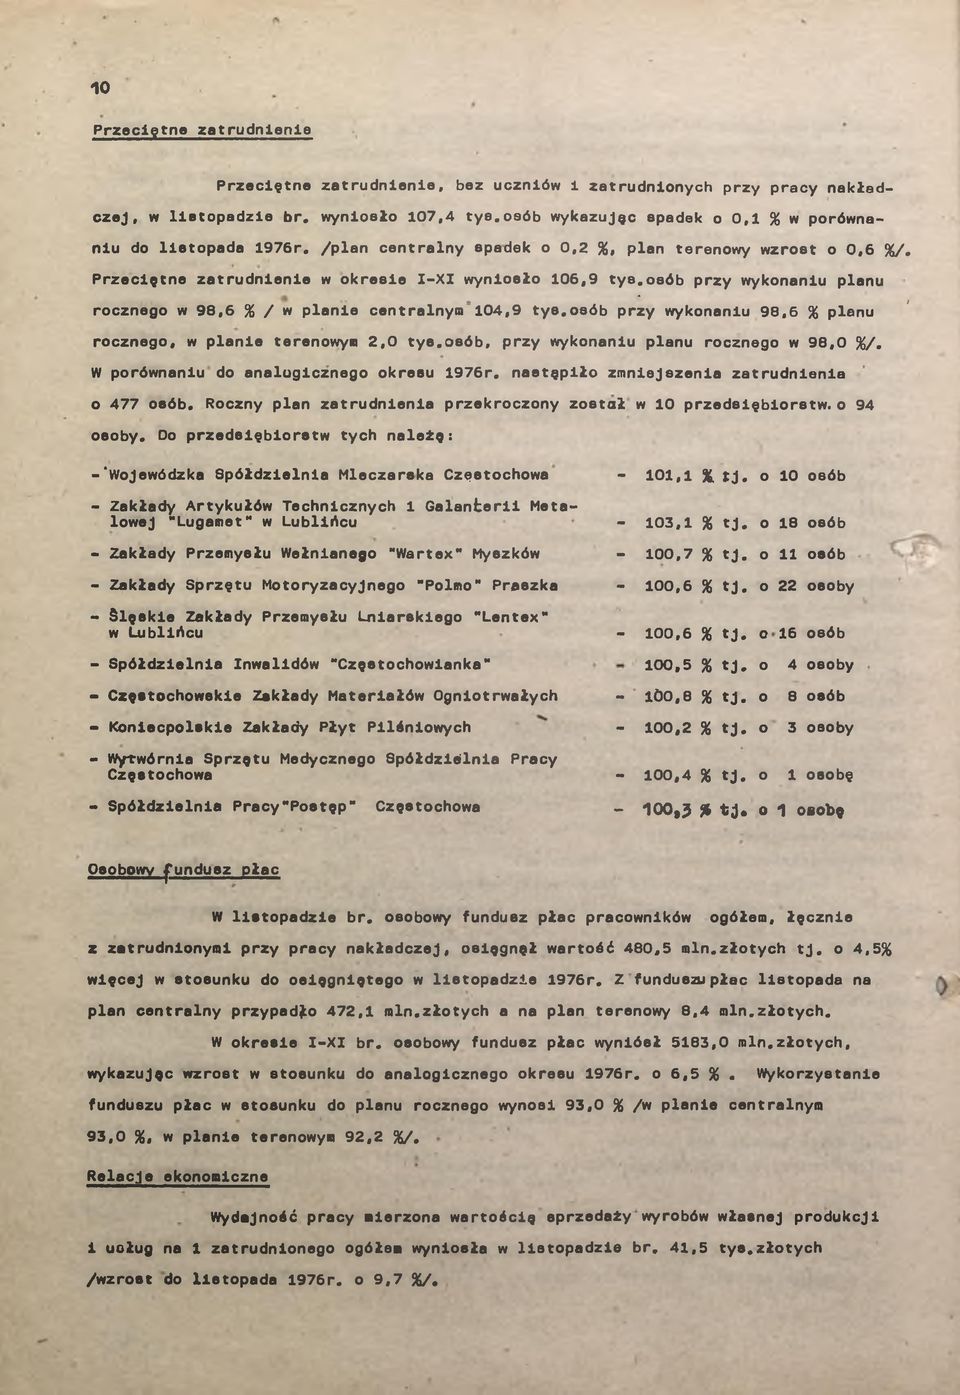 10
Przeciętne zatrudnienie
Przeciętne zatrudnienie, bez uczniów i zatrudnionych przy pracy nakład-
czej, w listopadzie br. wyniosło 107,4 tys.osób wykazując spadek o 0,1 % w porówna-
niu do listopada 1976r. /plan centralny spadek o 0,2 %, plan terenowy wzrost o 0,6 %/.
Przeciętne zatrudnienie w okresie I-XI wyniosło 106,9 tys.osób przy wykonaniu planu
rocznego w 98,6 % / w planie centralnym 104,9 tys.osób przy wykonaniu 98,6 % planu
rocznego, w planie terenowym 2,0 tys.osób, przy wykonaniu planu rocznego w 98,0 %/.
W porównaniu do analogicznego okresu 1976r. nastąpiło zmniejszenia zatrudnienia
o 477 osób. Roczny plan zatrudnienia przekroczony został w 10 przedsiębiorstw. o 94
osoby. Do przedsiębiorstw tych należą:
- Wojewódzka Spółdzielnia Mleczarska Częstochowa - 101,1 % tj. o 10 osób
- Zakłady Artykułów Technicznych i Galanterii Meta-
lowej "Lugamet" w Lublińcu - 103,1 % tj. o 18 osób
- Zakłady Przemysłu Wełnianego "Wartex" Myszków - 100,7 % tj. o 11 osób
- Zakłady Sprzętu Motoryzacyjnego "Polmo" Praszka - 100,6 % tj. o 22 osoby
- Śląskie Zakłady Przemysłu Lniarskiego "Lentex"
w Lublińcu - 100,6 % tj. o 16 osób
- Spółdzielnia Inwalidów "Częstochowianka" - 100,5 % tj. o 4 osoby
- Częstochowskie Zakłady Materiałów Ogniotrwałych - 100,8 % tj. o 8 osób
- Koniecpolskie Zakłady Płyt Pilśniowych - 100,2 % tj. o 3 osoby
- Wytwórnia Sprzętu Medycznego Spółdzielnia Pracy
Częstochowa - 100,4 % tj. o 1 osobę
- Spółdzielnia Pracy "Postęp" Częstochowa - 100,3 % tj. o 1 osobę
Osobowy fundusz płac
W listopadzie br. osobowy fundusz płac pracowników ogółem, łącznie
z zatrudnionymi przy pracy nakładczej, osiągnął wartość 480,5 mln.złotych tj. o 4,5%
więcej w stosunku do osiągniętego w listopadzie 1976r. Z funduszu płac listopada na
plan centralny przypadło 472,1 mln.złotych a na plan terenowy 8,4 mln.złotych.
W okresie I-XI br. osobowy fundusz płac wyniósł 5183,0 mln.złotych,
wykazując wzrost w stosunku do analogicznego okresu 1976r. o 6,5 % . Wykorzystanie
funduszu płac w stosunku do planu rocznego wynosi 93,0 % /w planie centralnym
93,0 %, w planie terenowym 92,2 %/.
Relacje ekonomiczne
Wydajność pracy mierzona wartością sprzedaży wyrobów własnej produkcji
i usług na 1 zatrudnionego ogółem wyniosła w listopadzie br. 41,5 tys.złotych
/wzrost do listopada 1976r. o 9,7 %/.